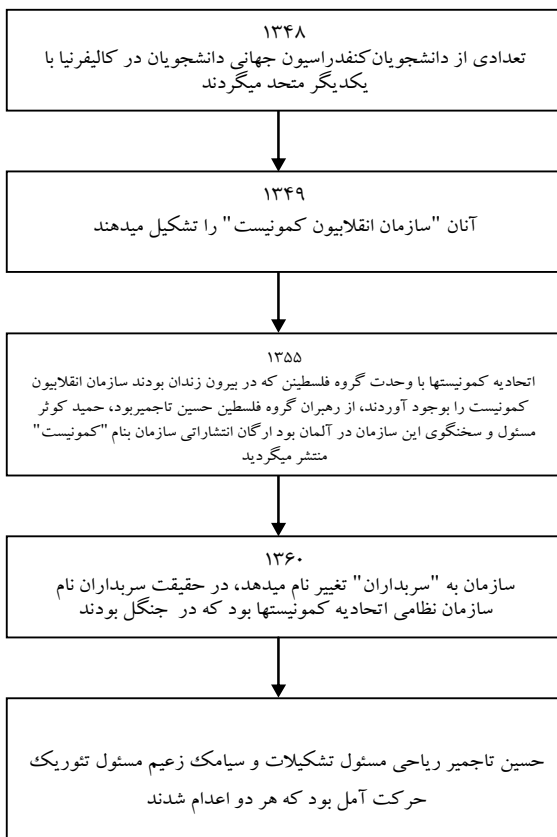 ۱۳۴۸
تعدادی از دانشجویان کنفدراسیون جهانی دانشجویان در کالیفرنیا با
یکدیگر متحد میگردند
۱۳۴۹
آنان "سازمان انقلابیون کمونیست" را تشکیل میدهند
۱۳۵۵
اتحادیه کمونیستها با وحدت گروه فلسطینن که در بیرون زندان بودند سازمان انقلابیون
کمونیست را بوجود آوردند، از رهبران گروه فلسطین حسین تاجمیربود، حمید کوثر
مسئول و سخنگوی این سازمان در آلمان بود ارگان انتشاراتی سازمان بنام "کمونیست"
منتشر میگردید
۱۳۶۰
سازمان به "سربداران" تغییر نام میدهد، در حقیقت سربداران نام
سازمان نظامی اتحادیه کمونیستها بود که در جنگل بودند
حسین تاجمیر ریاحی مسئول تشکیلات و سیامک زعیم مسئول تئوریک
حرکت آمل بود که هر دو اعدام شدند